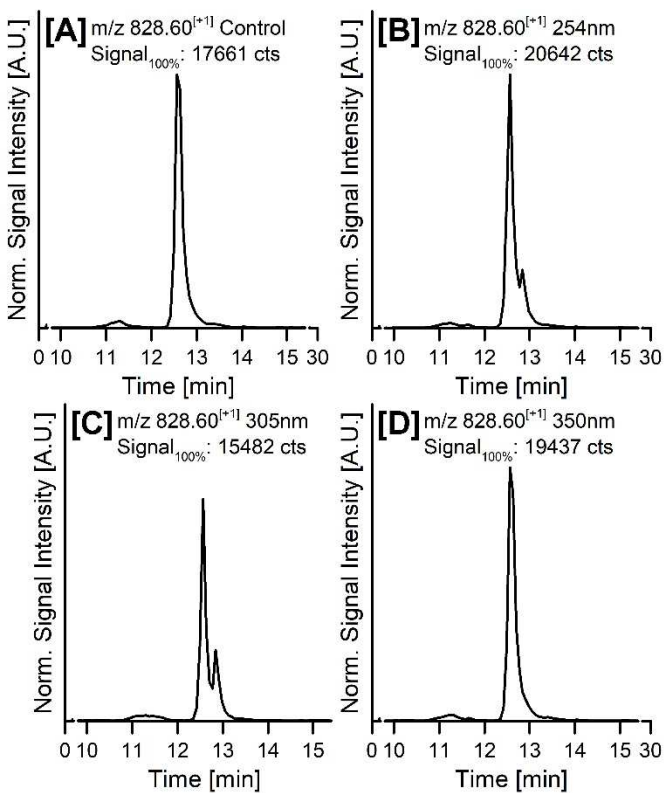 [A] m/z 828.60[+1] Control
Signal100%: 17661 cts
Norm. Signal Intensity [A.U.]
0 10 11 12 13 14 15 30
Time [min]
[B] m/z 828.60[+1] 254nm
Signal100%: 20642 cts
Norm. Signal Intensity [A.U.]
0 10 11 12 13 14 15 30
Time [min]
[C] m/z 828.60[+1] 305nm
Signal100%: 15482 cts
Norm. Signal Intensity [A.U.]
0 10 11 12 13 14 15
Time [min]
[D] m/z 828.60[+1] 350nm
Signal100%: 19437 cts
Norm. Signal Intensity [A.U.]
0 10 11 12 13 14 15 30
Time [min]